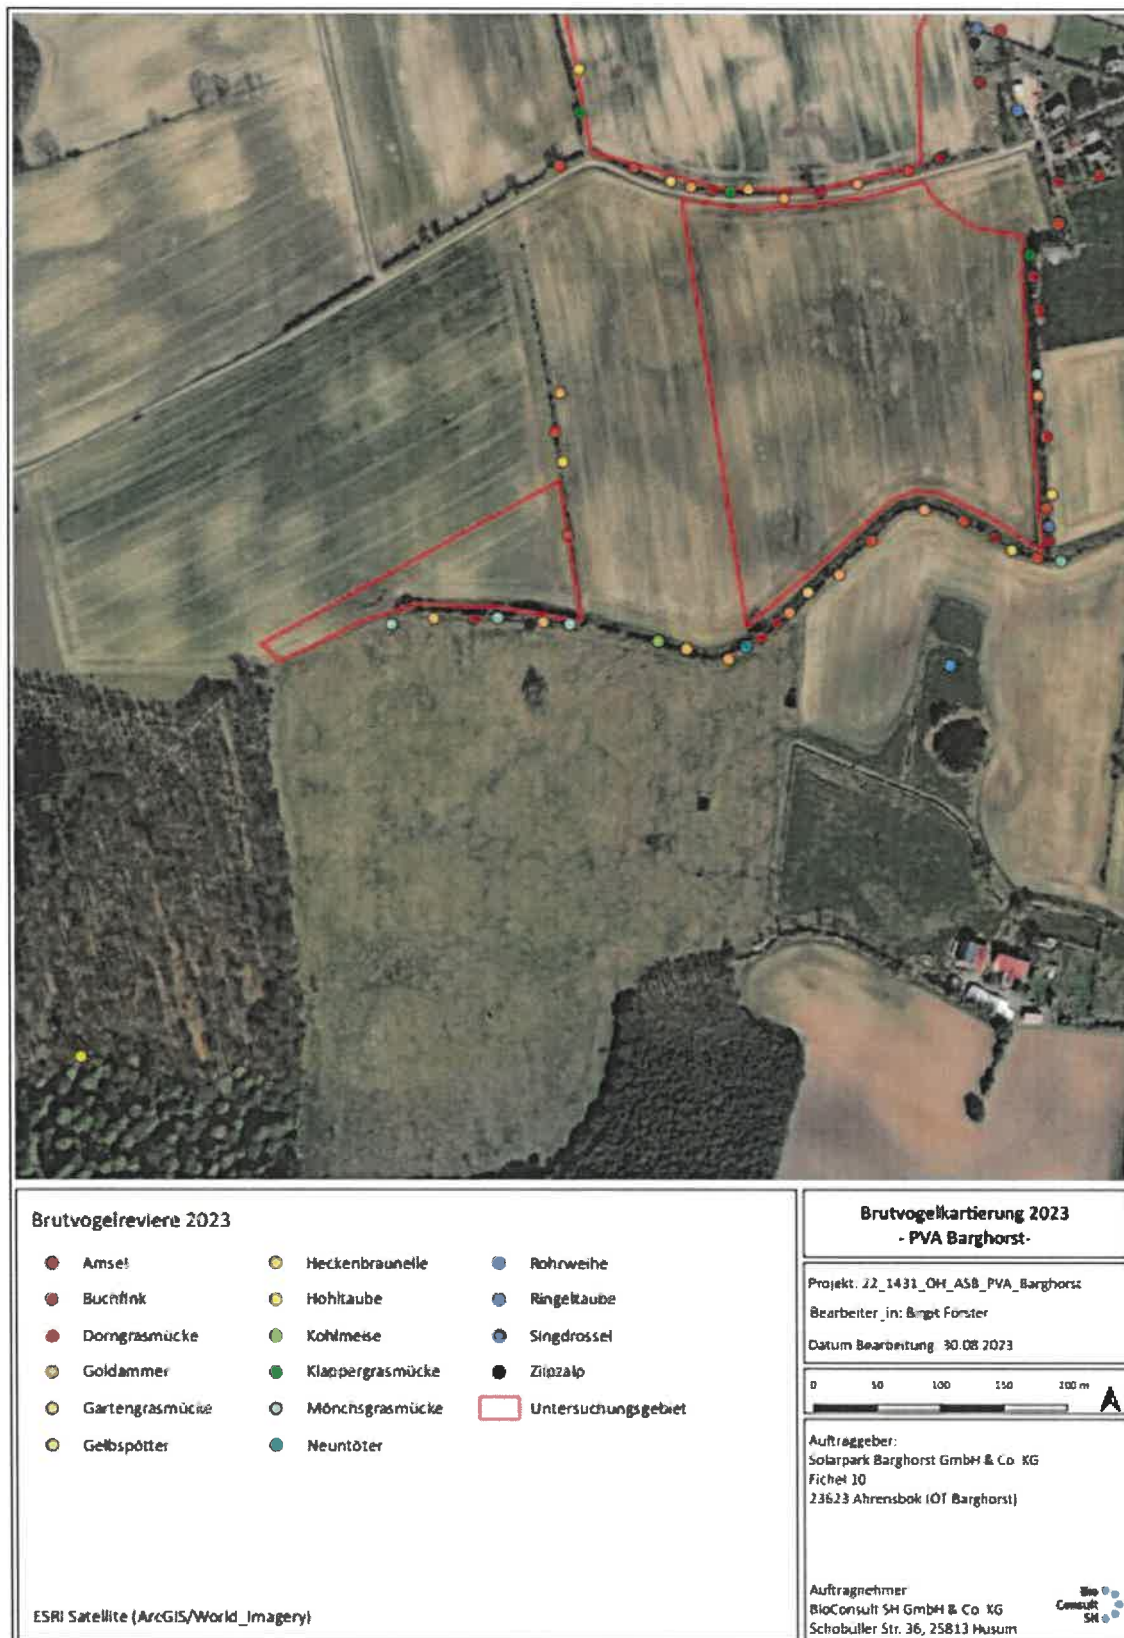 Brutvogelreviere 2023
Amsel
Buchfink
Dorngrasmücke
Goldammer
Gartengrasmücke
Gelbspötter
Heckenbraunelle
Hohltaube
Kohlmeise
Klappergrasmücke
Mönchsgrasmücke
Neuntöter
Rohrweihe
Ringeltaube
Singdrossel
Zilpzalp
Untersuchungsgebiet
ESRI Satellite (ArcGIS/World_Imagery)
Brutvogelkartierung 2023
- PVA Barghorst-
Projekt: 22_1431_OH_ASB_PVA_Barghorst
Bearbeiter_in: Birgit Förster
Datum Bearbeitung: 30.08.2023
0 50 100 150 200 m
Auftraggeber:
Solarpark Barghorst GmbH & Co. KG
Fichel 10
23623 Ahrensbök (OT Barghorst)
Auftragnehmer
BioConsult SH GmbH & Co. KG
Schobüller Str. 36, 25813 Husum
Bio
Consult
SH